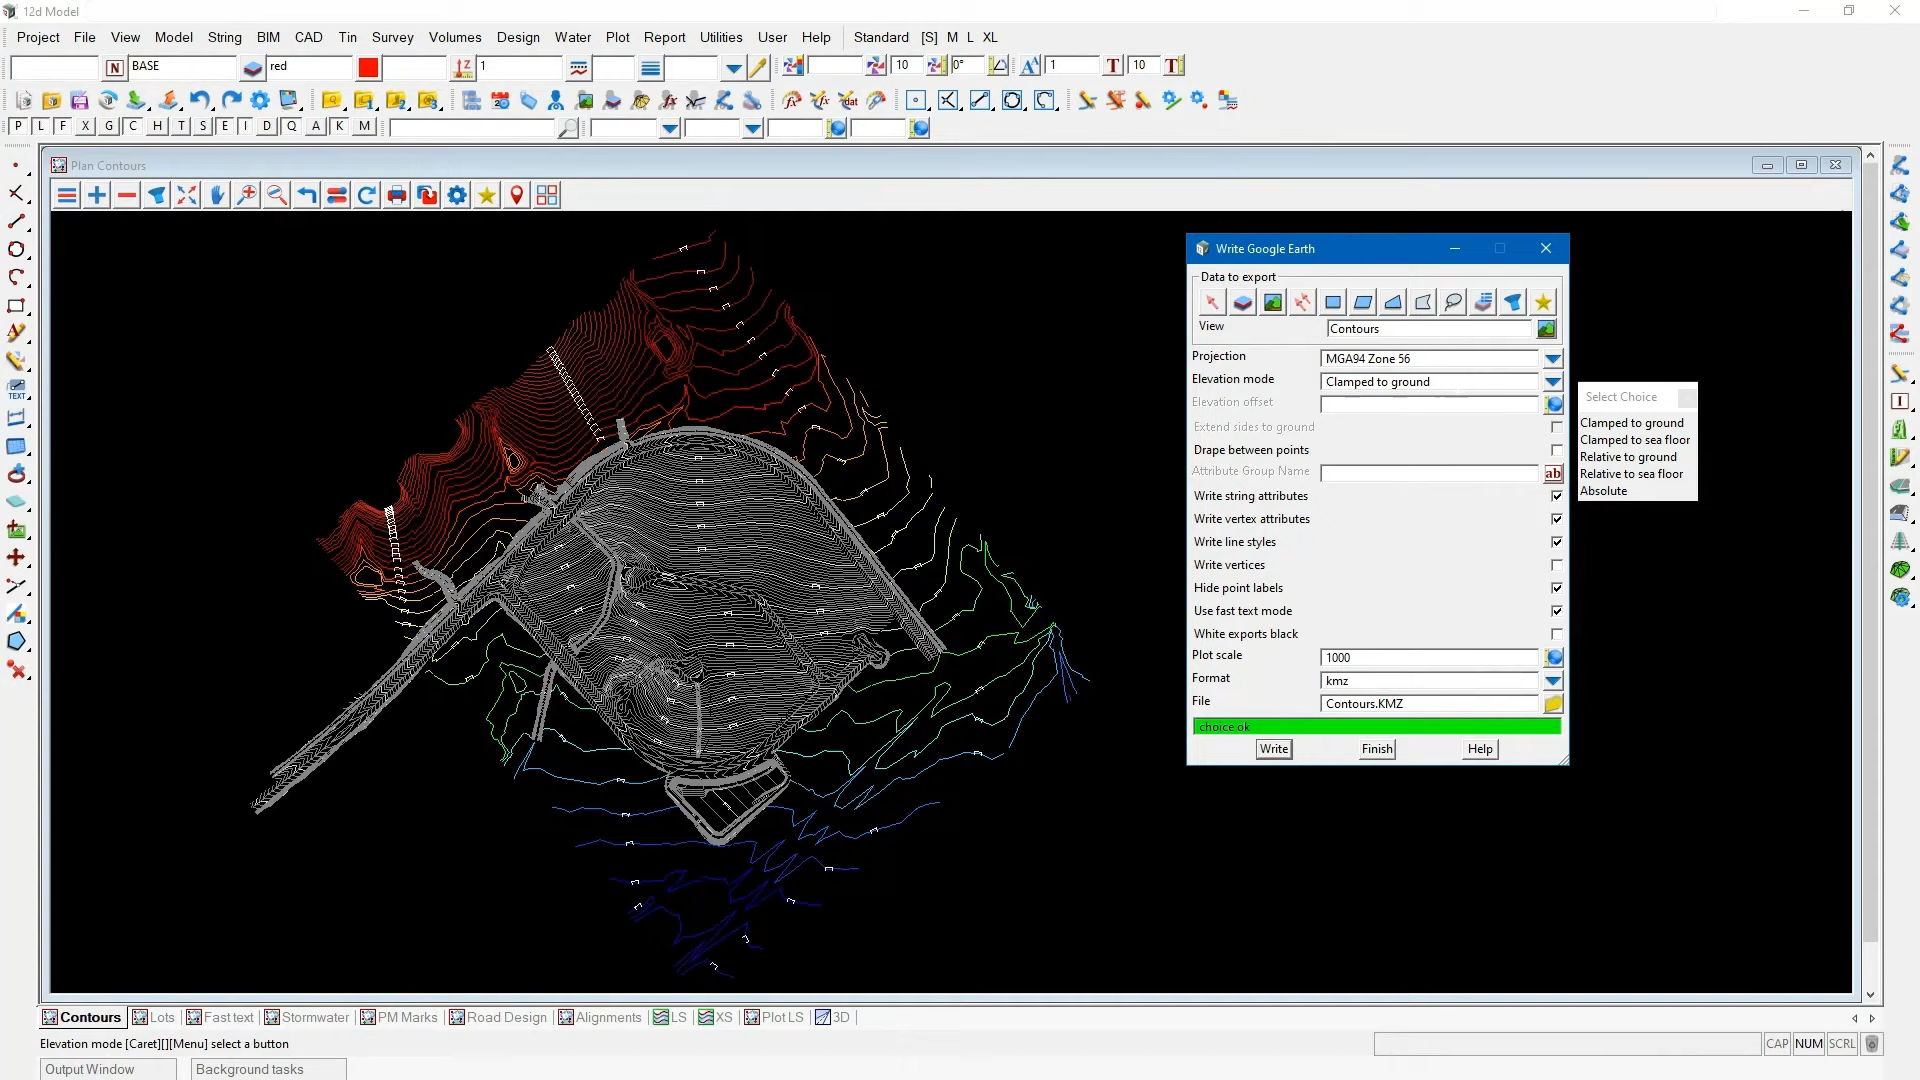 12d Model
Project File View Model String BIM CAD Tin Survey Volumes Design Water Plot Report Utilities User Help Standard [S] M L XL
N BASE red 1 10 0° 1 T 10 T
P L F X G C H T S E I D Q A K M
Plan Contours
Write Google Earth
Data to export
View Contours
Projection MGA94 Zone 56
Elevation mode Clamped to ground
Elevation offset
Extend sides to ground
Drape between points
Attribute Group Name ab
Write string attributes
Write vertex attributes
Write line styles
Write vertices
Hide point labels
Use fast text mode
White exports black
Plot scale 1000
Format kmz
File Contours.KMZ
choice ok
Write Finish Help
Select Choice
Clamped to ground
Clamped to sea floor
Relative to ground
Relative to sea floor
Absolute
TEXT
Contours Lots Fast text Stormwater PM Marks Road Design Alignments LS XS Plot LS 3D
Elevation mode [Caret][][Menu] select a button CAP NUM SCRL
Output Window Background tasks